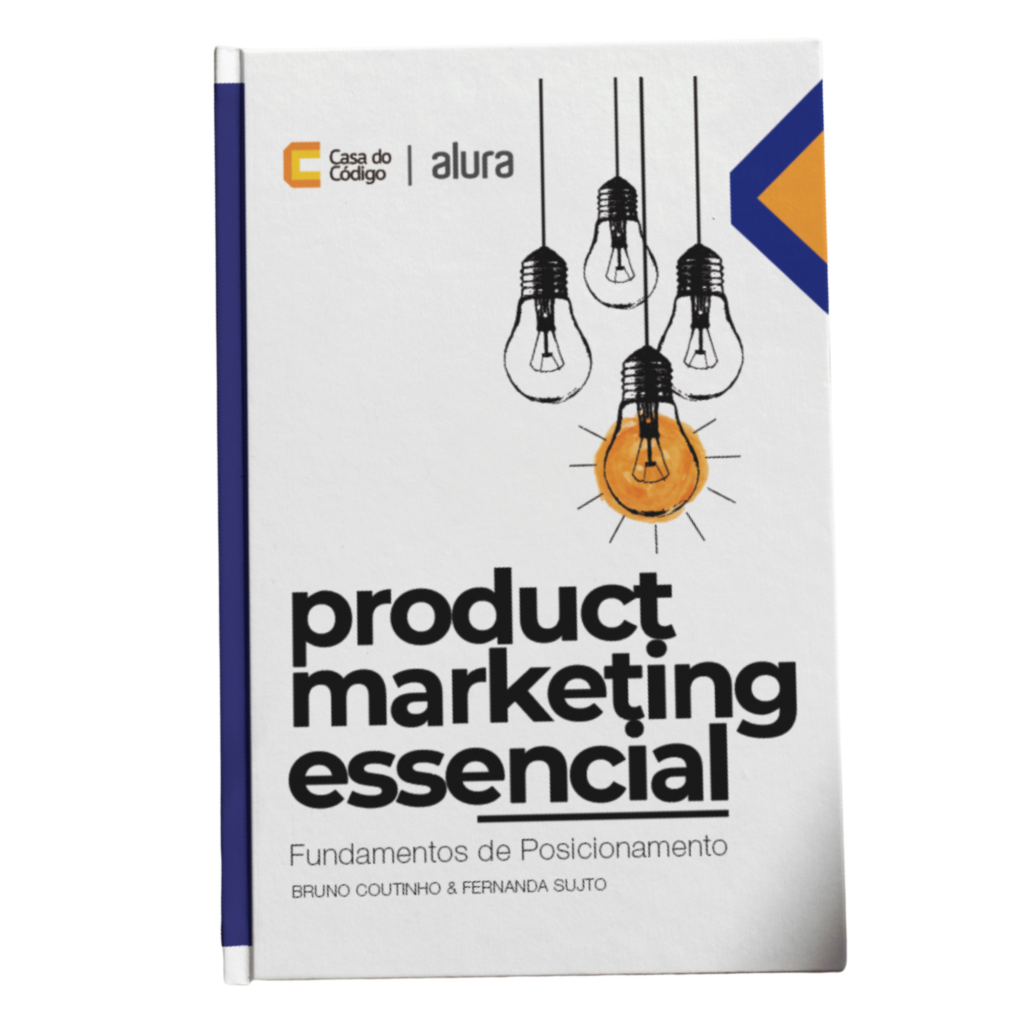 Casa do
Código | alura
product
marketing
essencial
Fundamentos de Posicionamento
BRUNO COUTINHO & FERNANDA SUJTO